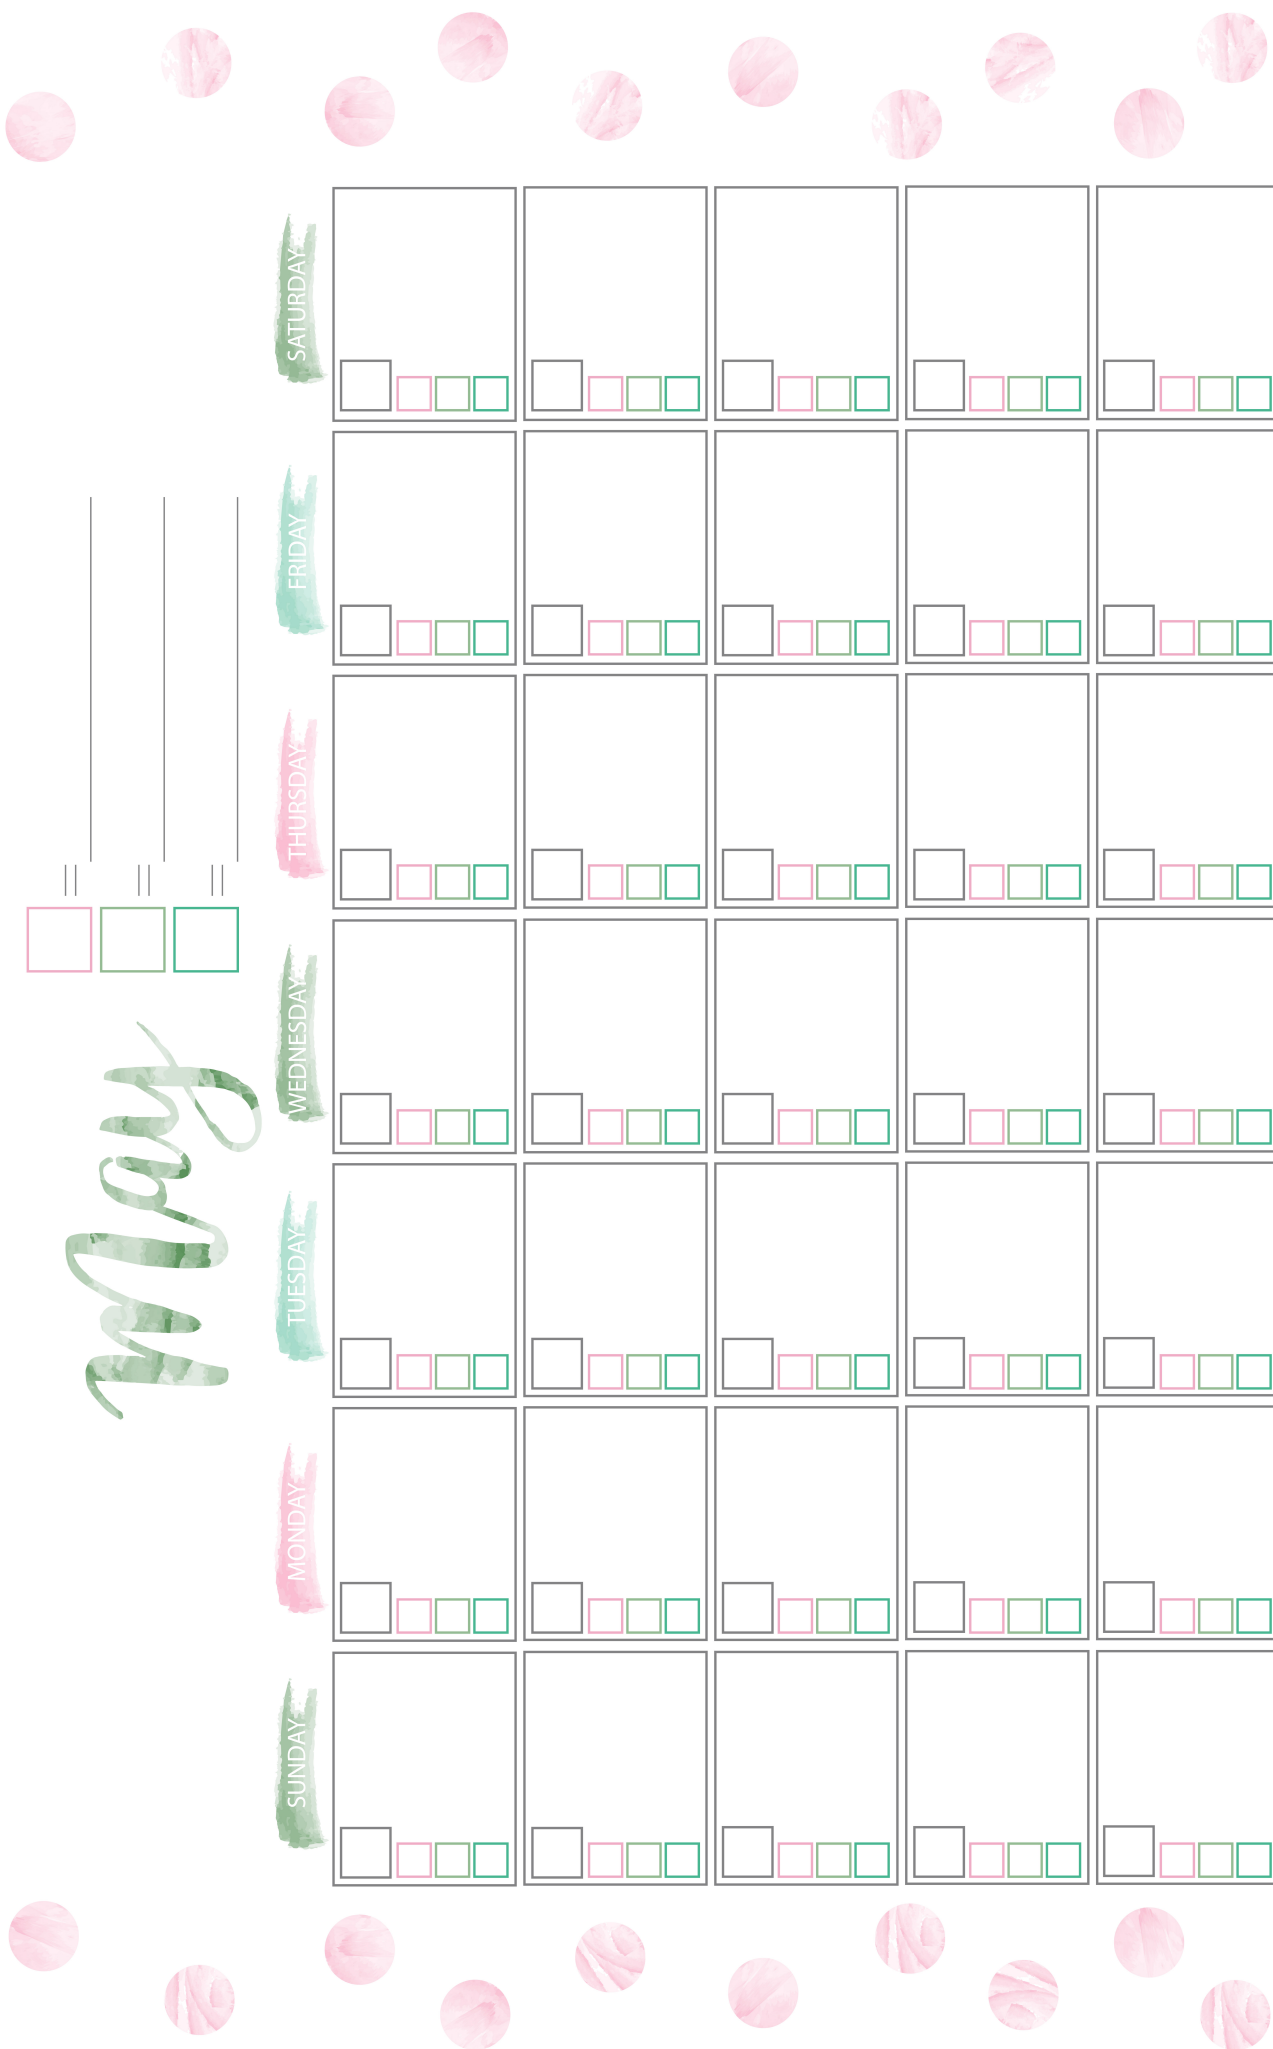 May
=
=
=
SUNDAY
MONDAY
TUESDAY
WEDNESDAY
THURSDAY
FRIDAY
SATURDAY